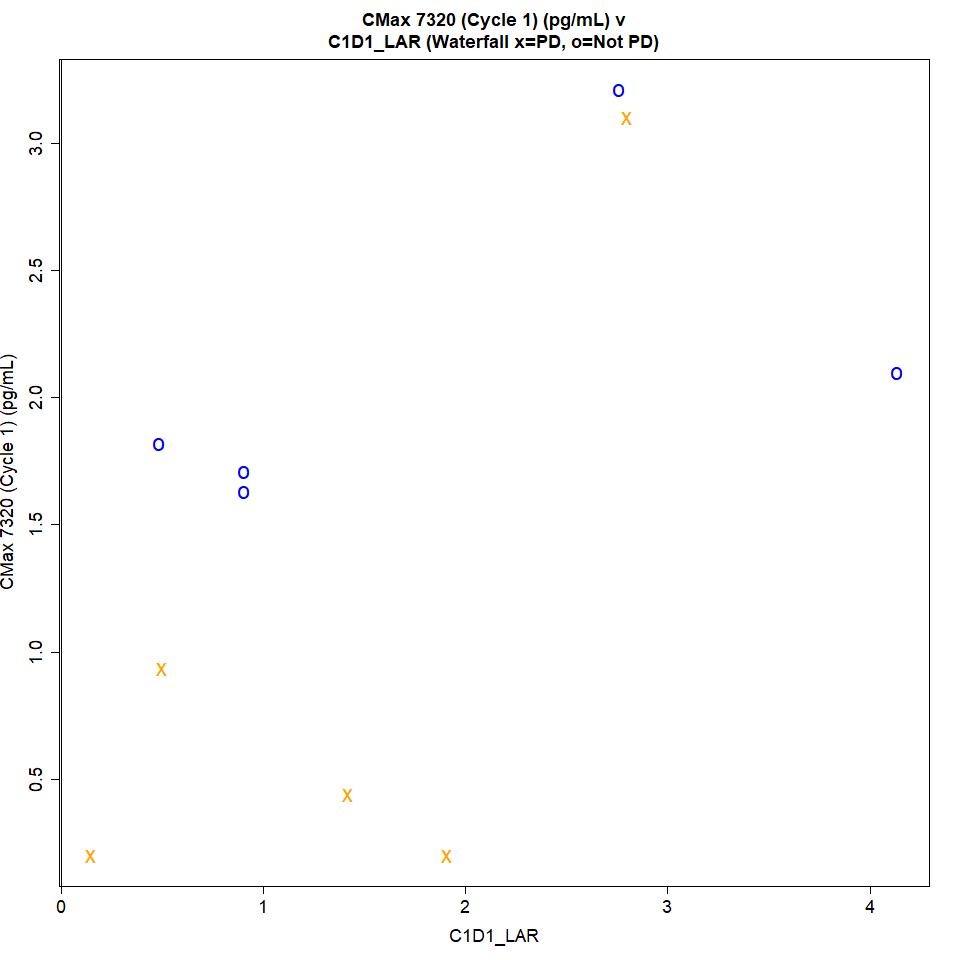 CMax 7320 (Cycle 1) (pg/mL) v
C1D1_LAR (Waterfall x=PD, o=Not PD)
CMax 7320 (Cycle 1) (pg/mL)
3.0
2.5
2.0
1.5
1.0
0.5
o
x
o
o
o
o
x
x
x
x
0 1 2 3 4
C1D1_LAR